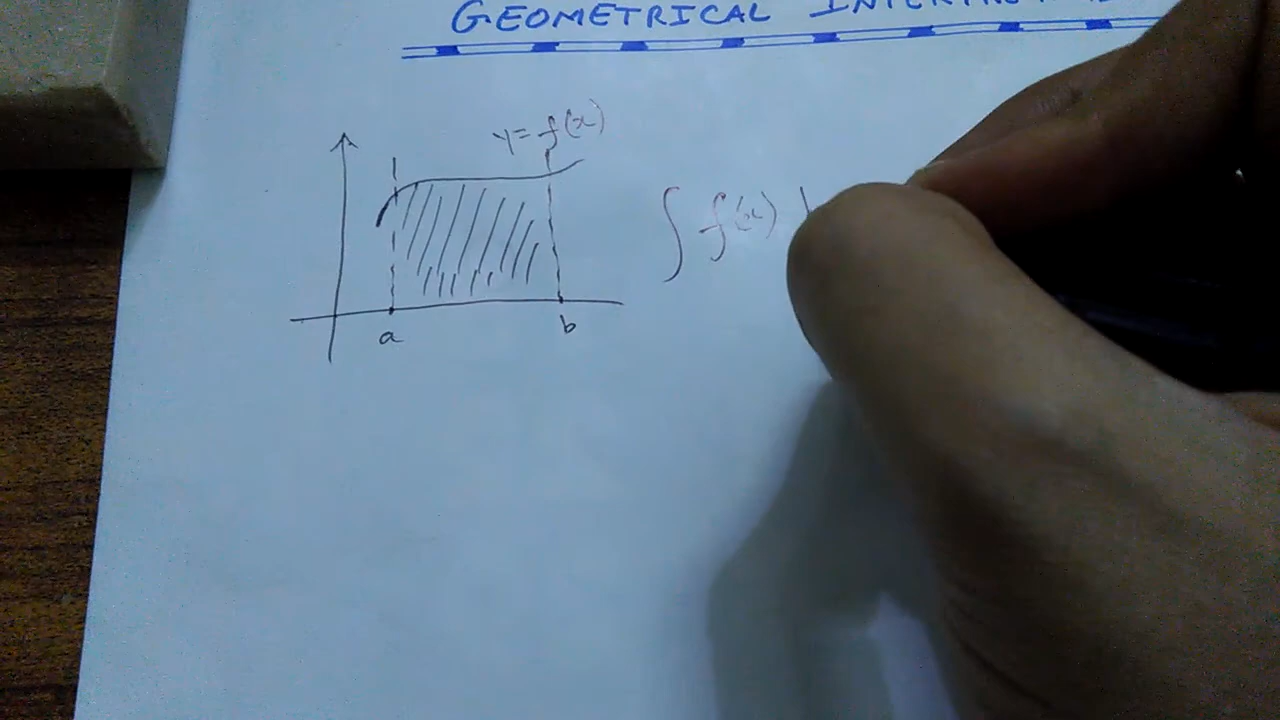 GEOMETRICAL
y = f(x)
∫ f(x)
a
b